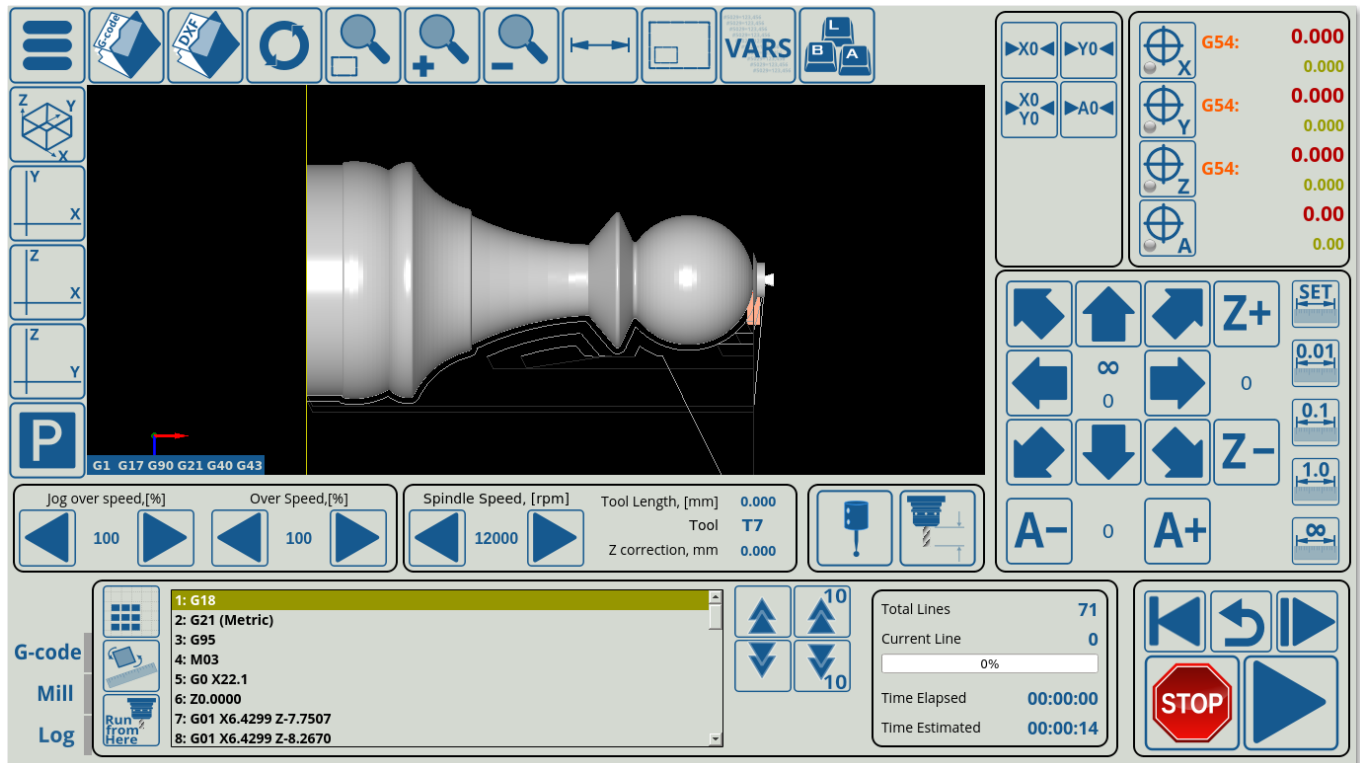 G-code
DXF
VARS
L
B
A
X0
Y0
X0
Y0
A0
X
G54:
0.000
0.000
Y
G54:
0.000
0.000
Z
G54:
0.000
0.000
A
0.00
0.00
Z
Y
X
Y
X
Z
X
Z
Y
P
G1 G17 G90 G21 G40 G43
Z+
SET
∞
0
0
0.01
0.1
Z−
1.0
A−
0
A+
∞
Jog over speed,[%]
100
Over Speed,[%]
100
Spindle Speed, [rpm]
12000
Tool Length, [mm] 0.000
Tool T7
Z correction, mm 0.000
G-code
Mill
Log
Run
from
Here
1: G18
2: G21 (Metric)
3: G95
4: M03
5: G0 X22.1
6: Z0.0000
7: G01 X6.4299 Z-7.7507
8: G01 X6.4299 Z-8.2670
10
10
Total Lines 71
Current Line 0
0%
Time Elapsed 00:00:00
Time Estimated 00:00:14
STOP